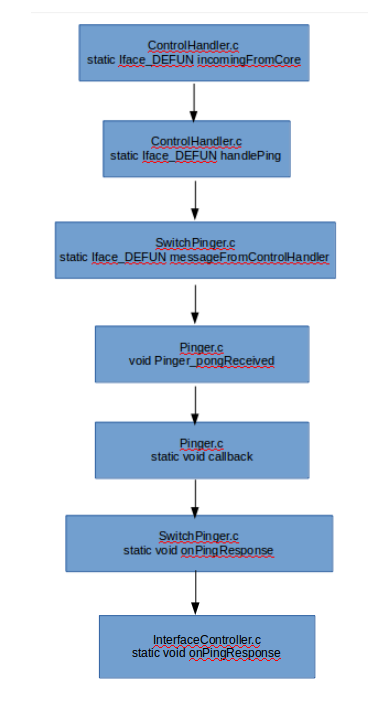 ControlHandler.c
static Iface_DEFUN incomingFromCore
ControlHandler.c
static Iface_DEFUN handlePing
SwitchPinger.c
static Iface_DEFUN messageFromControlHandler
Pinger.c
void Pinger_pongReceived
Pinger.c
static void callback
SwitchPinger.c
static void onPingResponse
InterfaceController.c
static void onPingResponse